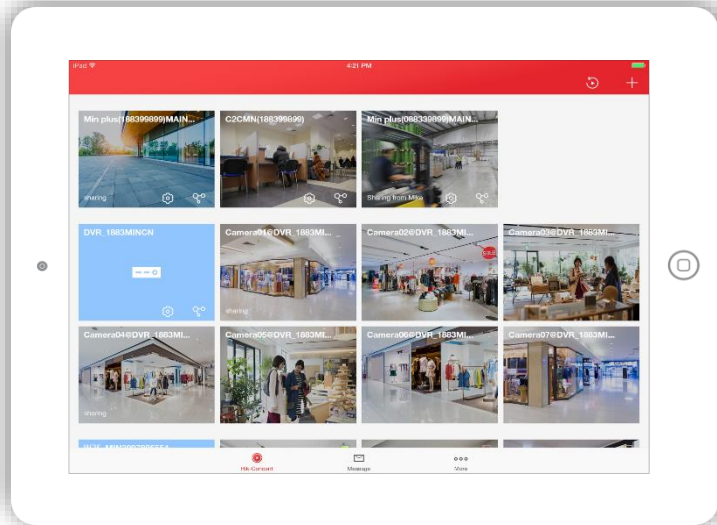 iPad
4:21 PM
Min plus(188399899)MAIN...
C2CMN(188399899)
Min plus(088339899)MAIN...
sharing
Sharing from Mike
DVR_1883MINCN
Camera01@DVR_1883MI...
Camera02@DVR_1883MI...
Camera03@DVR_1883MI...
SALE
sharing
Camera04@DVR_1883MI...
Camera05@DVR_1883MI...
Camera06@DVR_1883MI...
Camera07@DVR_1883MI...
sharing
Hik-Connect
Message
More